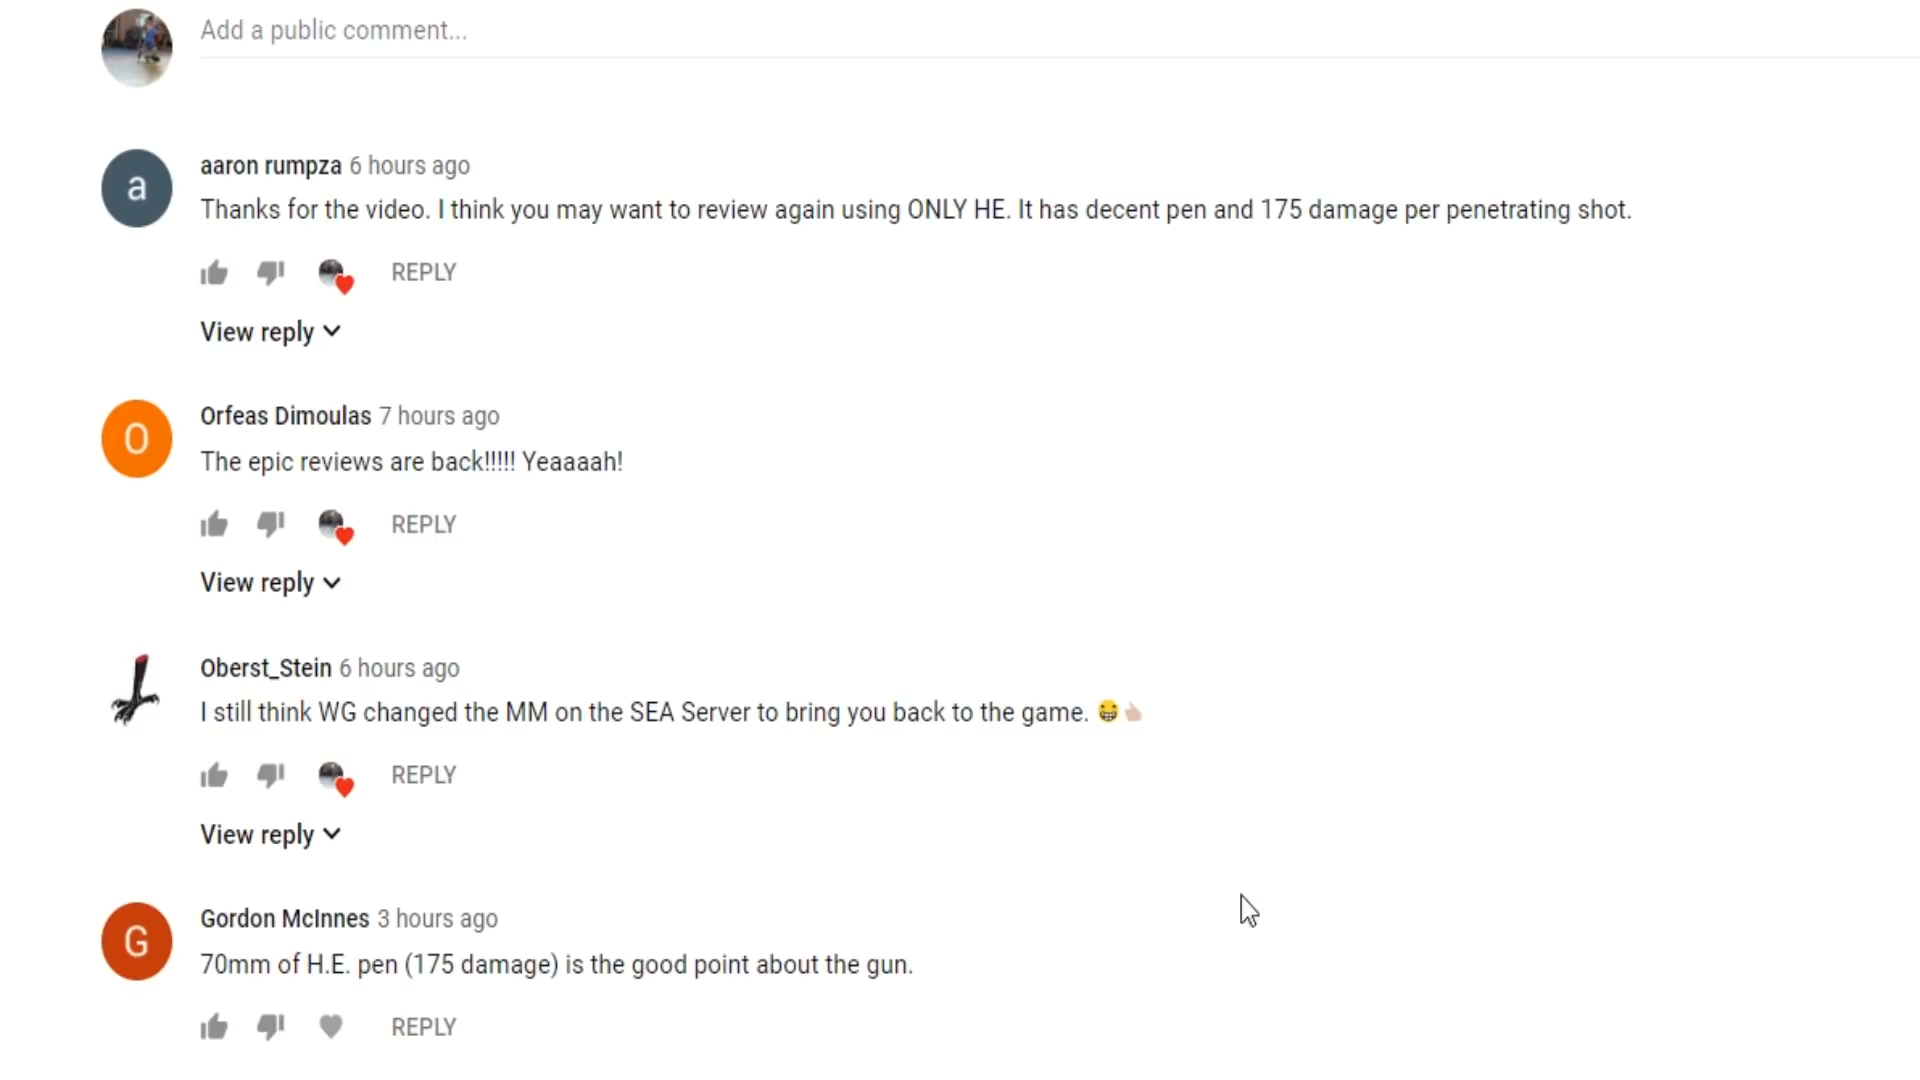 Add a public comment...
a
aaron rumpza 6 hours ago
Thanks for the video. I think you may want to review again using ONLY HE. It has decent pen and 175 damage per penetrating shot.
REPLY
View reply
O
Orfeas Dimoulas 7 hours ago
The epic reviews are back!!!!! Yeaaaah!
REPLY
View reply
Oberst_Stein 6 hours ago
I still think WG changed the MM on the SEA Server to bring you back to the game. 😁👍🏻
REPLY
View reply
G
Gordon McInnes 3 hours ago
70mm of H.E. pen (175 damage) is the good point about the gun.
REPLY